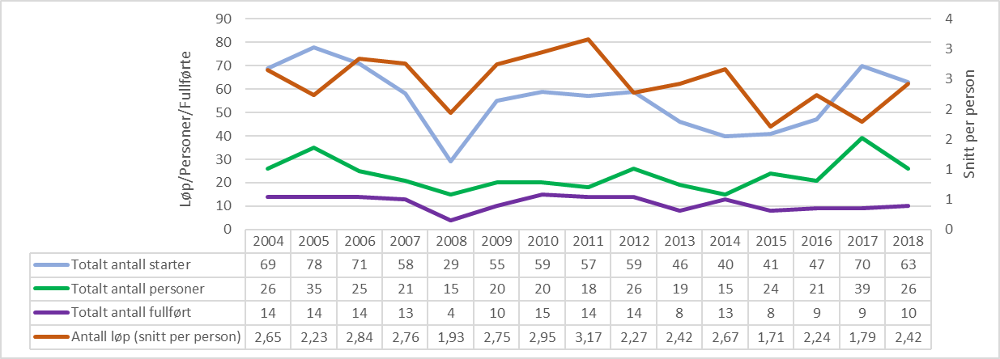 90 4
80 3
70
60 3
50 2
40
30 2
20 1
10 1
0 0
Løp/Personer/Fullførte
Snitt per person
2004 2005 2006 2007 2008 2009 2010 2011 2012 2013 2014 2015 2016 2017 2018
Totalt antall starter 69 78 71 58 29 55 59 57 59 46 40 41 47 70 63
Totalt antall personer 26 35 25 21 15 20 20 18 26 19 15 24 21 39 26
Totalt antall fullført 14 14 14 13 4 10 15 14 14 8 13 8 9 9 10
Antall løp (snitt per person) 2,65 2,23 2,84 2,76 1,93 2,75 2,95 3,17 2,27 2,42 2,67 1,71 2,24 1,79 2,42